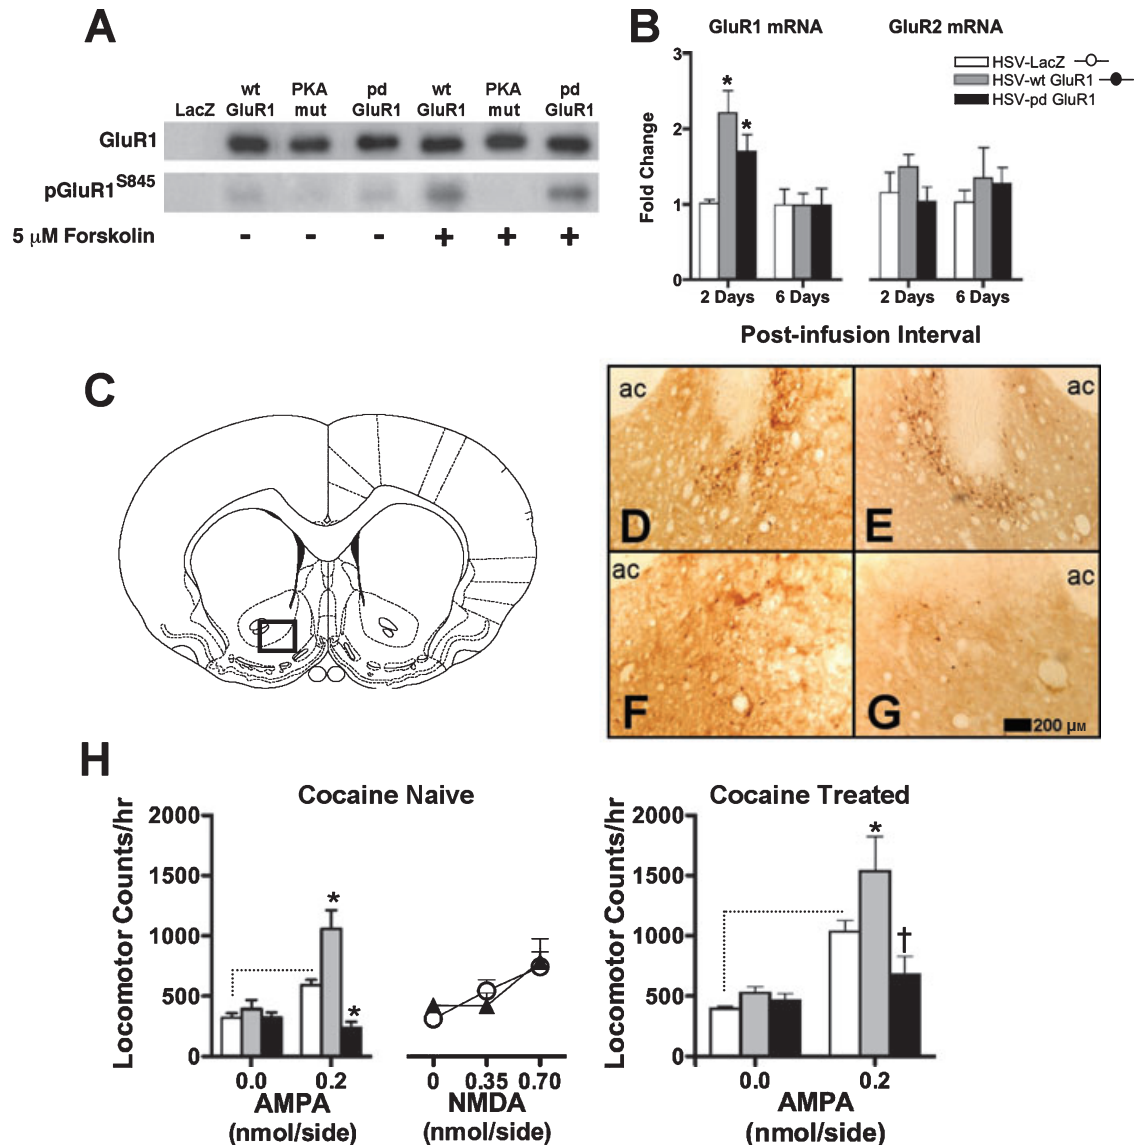 A
LacZ
wt GluR1
PKA mut
pd GluR1
wt GluR1
PKA mut
pd GluR1
GluR1
pGluR1S845
5 μM Forskolin
- - - + + +
B
GluR1 mRNA
GluR2 mRNA
HSV-LacZ
HSV-wt GluR1
HSV-pd GluR1
Fold Change
3
2
1
0
*
*
2 Days
6 Days
2 Days
6 Days
Post-infusion Interval
C
ac
D
ac
E
ac
F
ac
G
200 μM
H
Cocaine Naive
Locomotor Counts/hr
2000
1500
1000
500
0
*
*
0.0
0.2
AMPA
(nmol/side)
0
0.35
0.70
NMDA
(nmol/side)
Cocaine Treated
Locomotor Counts/hr
2000
1500
1000
500
0
*
†
0.0
0.2
AMPA
(nmol/side)